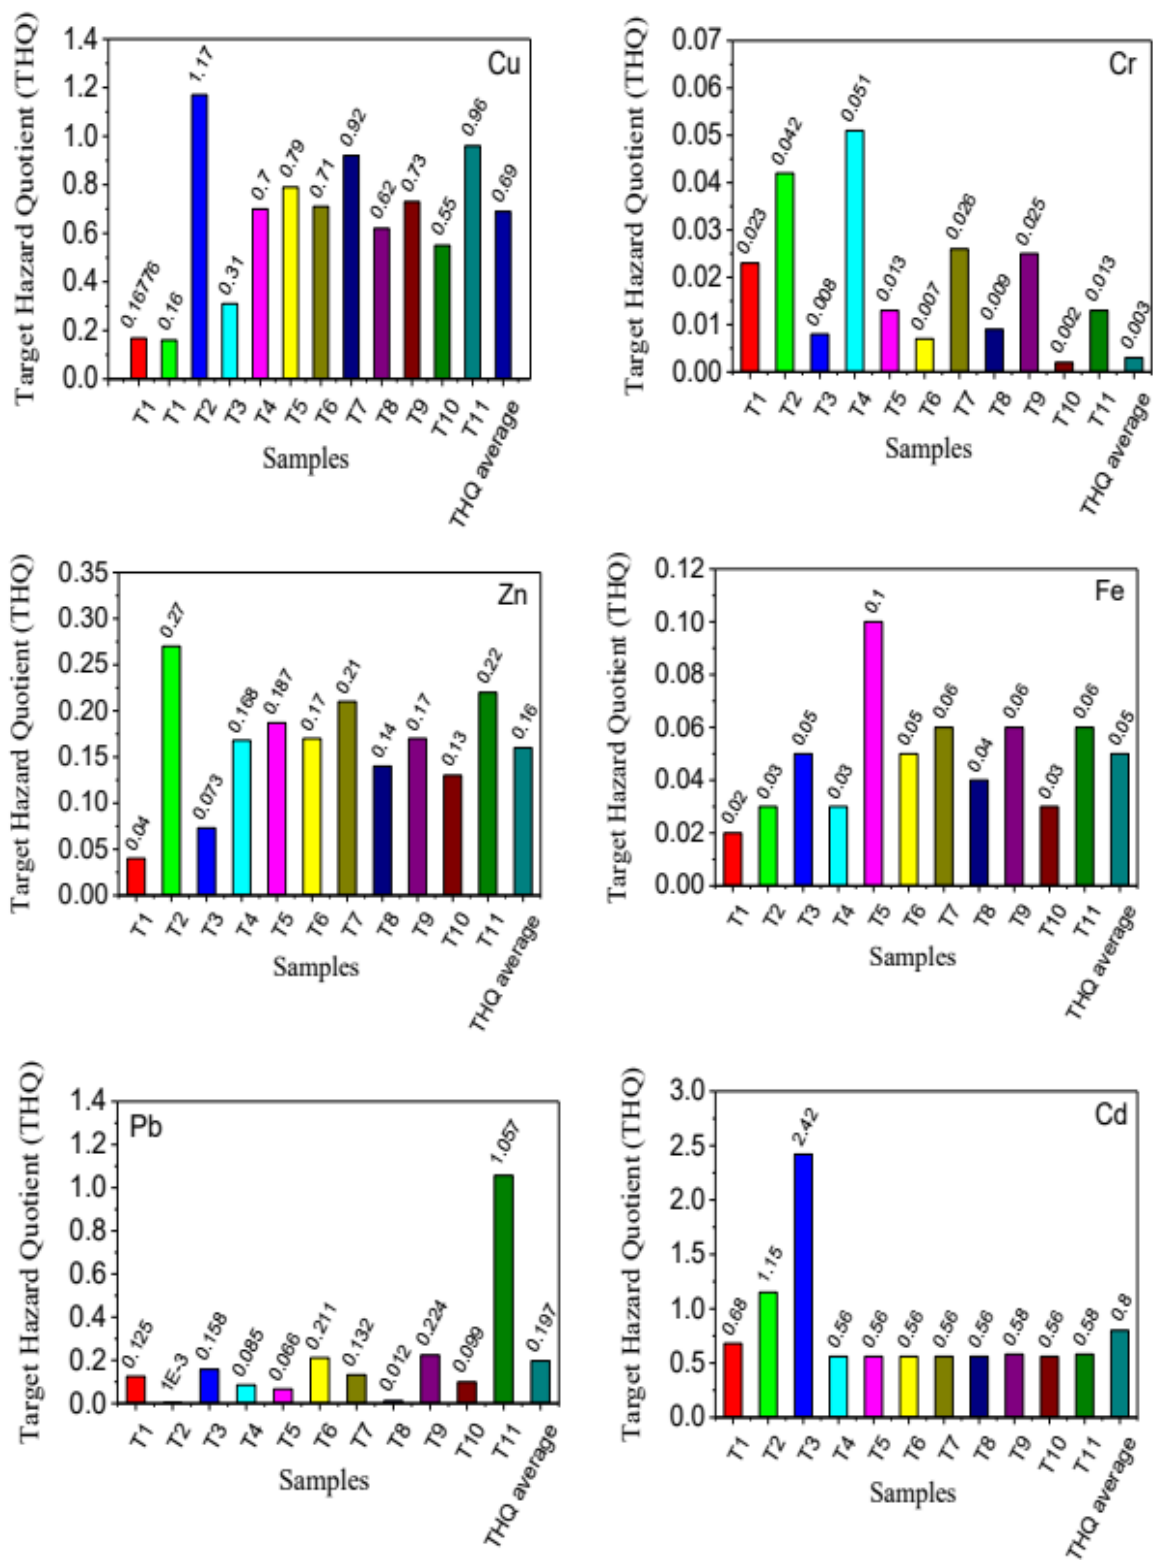 Target Hazard Quotient (THQ)
1.4
1.2
1.0
0.8
0.6
0.4
0.2
0.0
Cu
0.16776
0.16
1.17
0.31
0.7
0.79
0.71
0.92
0.62
0.73
0.55
0.96
0.69
T1
T1
T2
T3
T4
T5
T6
T7
T8
T9
T10
T11
THQ average
Samples
Target Hazard Quotient (THQ)
0.07
0.06
0.05
0.04
0.03
0.02
0.01
0.00
Cr
0.023
0.042
0.008
0.051
0.013
0.007
0.026
0.009
0.025
0.002
0.013
0.003
T1
T2
T3
T4
T5
T6
T7
T8
T9
T10
T11
THQ average
Samples
Target Hazard Quotient (THQ)
0.35
0.30
0.25
0.20
0.15
0.10
0.05
0.00
Zn
0.04
0.27
0.073
0.168
0.187
0.17
0.21
0.14
0.17
0.13
0.22
0.16
T1
T2
T3
T4
T5
T6
T7
T8
T9
T10
T11
THQ average
Samples
Target Hazard Quotient (THQ)
0.12
0.10
0.08
0.06
0.04
0.02
0.00
Fe
0.02
0.03
0.05
0.03
0.1
0.05
0.06
0.04
0.06
0.03
0.06
0.05
T1
T2
T3
T4
T5
T6
T7
T8
T9
T10
T11
THQ average
Samples
Target Hazard Quotient (THQ)
1.4
1.2
1.0
0.8
0.6
0.4
0.2
0.0
Pb
0.125
1E-3
0.158
0.085
0.066
0.211
0.132
0.012
0.224
0.099
1.057
0.197
T1
T2
T3
T4
T5
T6
T7
T8
T9
T10
T11
THQ average
Samples
Target Hazard Quotient (THQ)
3.0
2.5
2.0
1.5
1.0
0.5
0.0
Cd
0.68
1.15
2.42
0.56
0.56
0.56
0.56
0.56
0.58
0.56
0.58
0.8
T1
T2
T3
T4
T5
T6
T7
T8
T9
T10
T11
THQ average
Samples